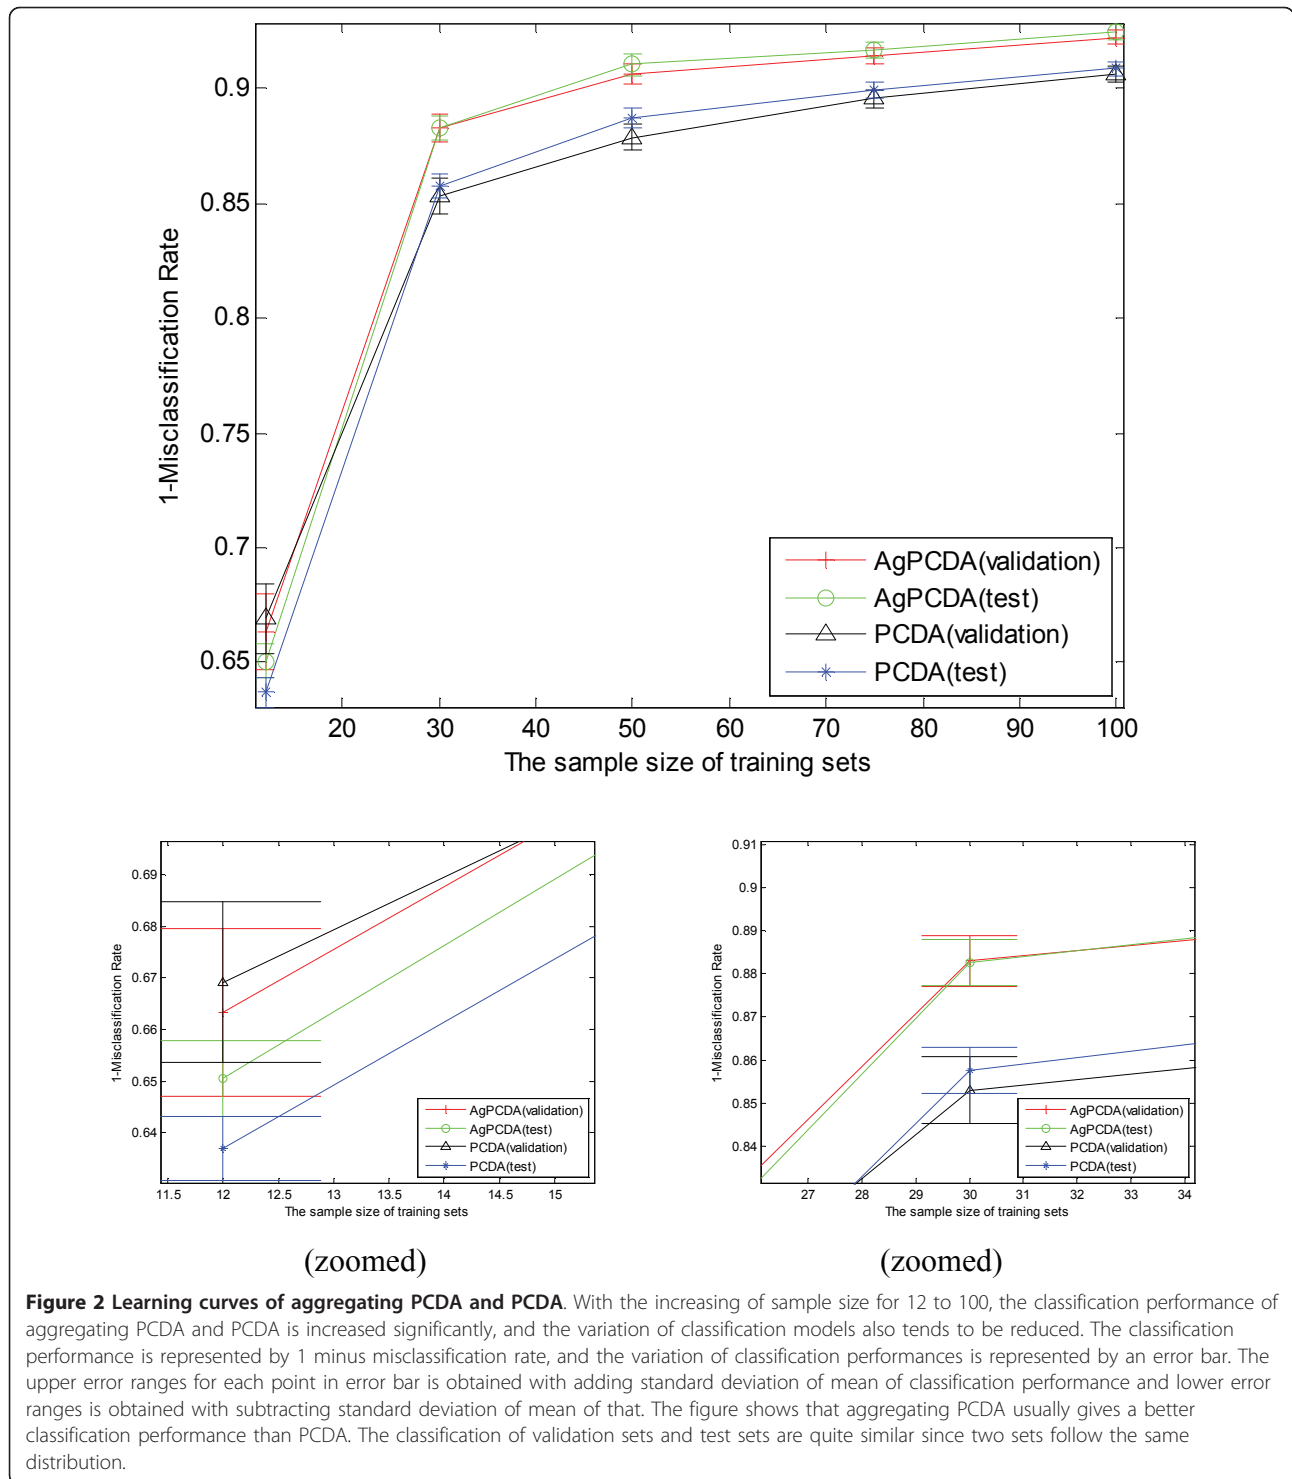 0.9
0.85
0.8
0.75
0.7
0.65
1-Misclassification Rate
AgPCDA(validation)
AgPCDA(test)
PCDA(validation)
PCDA(test)
20 30 40 50 60 70 80 90 100
The sample size of training sets
0.69
0.68
0.67
0.66
0.65
0.64
1-Misclassification Rate
AgPCDA(validation)
AgPCDA(test)
PCDA(validation)
PCDA(test)
11.5 12 12.5 13 13.5 14 14.5 15
The sample size of training sets
(zoomed)
0.91
0.9
0.89
0.88
0.87
0.86
0.85
0.84
1-Misclassification Rate
AgPCDA(validation)
AgPCDA(test)
PCDA(validation)
PCDA(test)
27 28 29 30 31 32 33 34
The sample size of training sets
(zoomed)
Figure 2 Learning curves of aggregating PCDA and PCDA. With the increasing of sample size for 12 to 100, the classification performance of
aggregating PCDA and PCDA is increased significantly, and the variation of classification models also tends to be reduced. The classification
performance is represented by 1 minus misclassification rate, and the variation of classification performances is represented by an error bar. The
upper error ranges for each point in error bar is obtained with adding standard deviation of mean of classification performance and lower error
ranges is obtained with subtracting standard deviation of mean of that. The figure shows that aggregating PCDA usually gives a better
classification performance than PCDA. The classification of validation sets and test sets are quite similar since two sets follow the same
distribution.